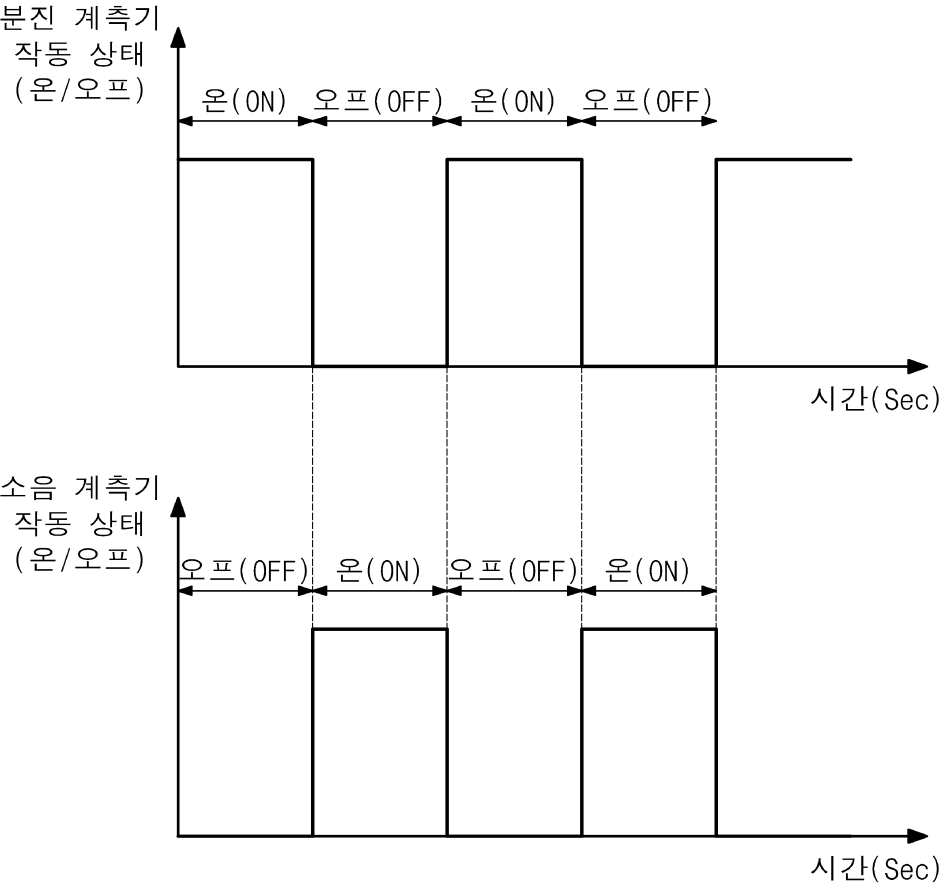 분진 계측기
작동 상태
(온/오프)
온(ON) 오프(OFF) 온(ON) 오프(OFF)
시간(Sec)
소음 계측기
작동 상태
(온/오프)
오프(OFF) 온(ON) 오프(OFF) 온(ON)
시간(Sec)